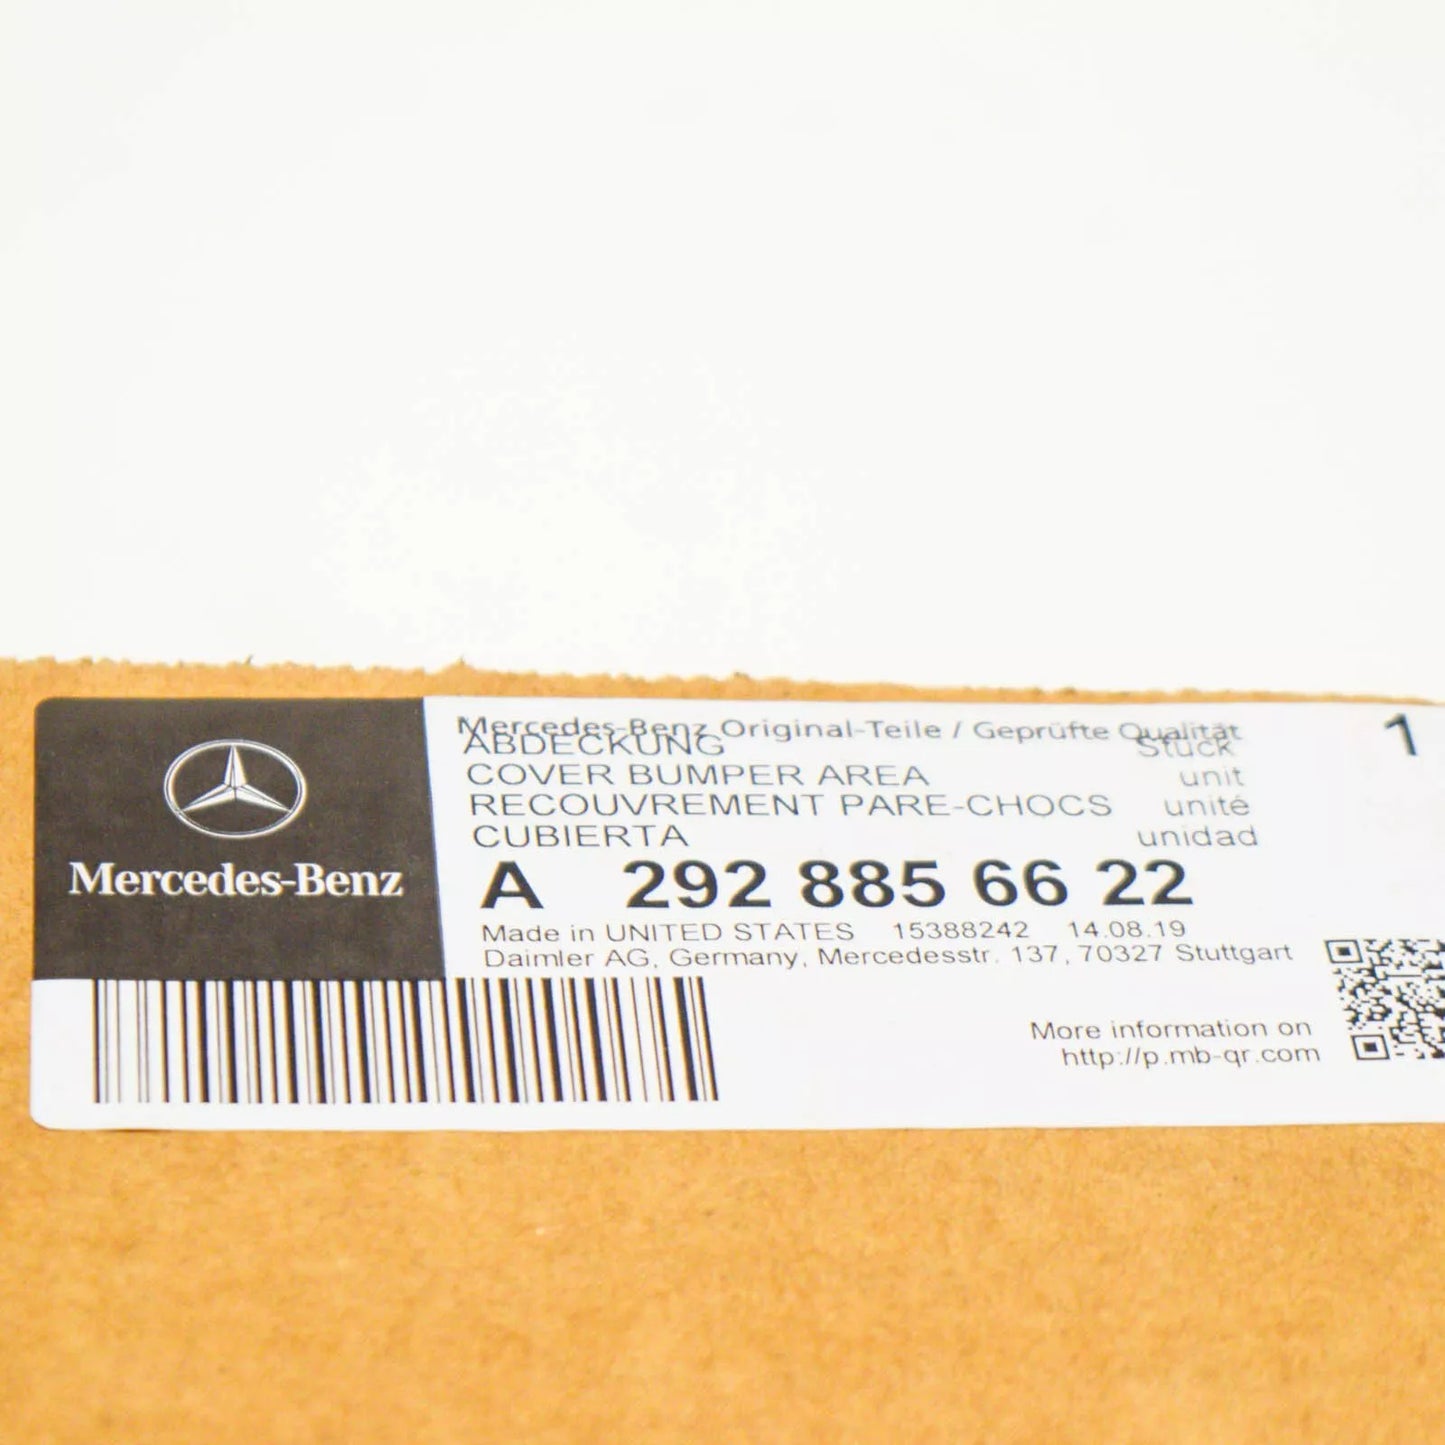 Mercedes-Benz Original-Teile / Geprüfte Qualität 1
ABDECKUNG Stück
COVER BUMPER AREA unit
RECOUVREMENT PARE-CHOCS unité
CUBIERTA unidad
Mercedes-Benz
A 292 885 66 22
Made in UNITED STATES 15388242 14.08.19
Daimler AG, Germany, Mercedesstr. 137, 70327 Stuttgart
More information on
http://p.mb-qr.com